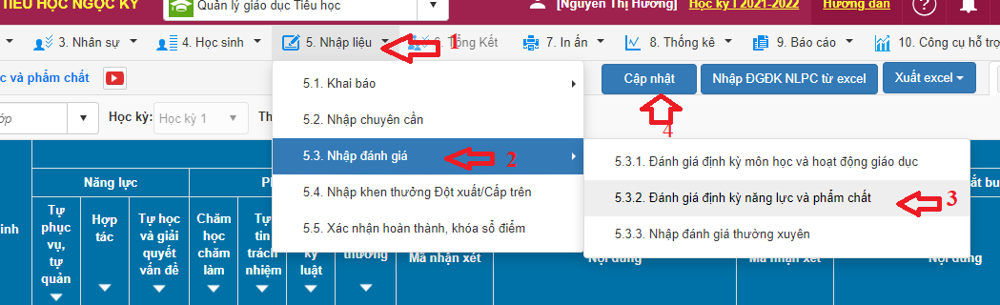 TIỂU HỌC NGỌC KỲ
Quản lý giáo dục Tiểu học
[Nguyễn Thị Hương]
Học kỳ I 2021-2022
Hướng dẫn
3. Nhân sự
4. Học sinh
5. Nhập liệu
1
6. Tổng Kết
7. In ấn
8. Thống kê
9. Báo cáo
10. Công cụ hỗ trợ
c và phẩm chất
Cập nhật
Nhập ĐGĐK NLPC từ excel
Xuất excel
4
ớp
Học kỳ:
Học kỳ 1
Th
5.1. Khai báo
5.2. Nhập chuyên cần
5.3. Nhập đánh giá
2
5.4. Nhập khen thưởng Đột xuất/Cấp trên
5.5. Xác nhận hoàn thành, khóa sổ điểm
5.3.1. Đánh giá định kỳ môn học và hoạt động giáo dục
5.3.2. Đánh giá định kỳ năng lực và phẩm chất
3
5.3.3. Nhập đánh giá thường xuyên
Năng lực
Ph
ất bu
inh
Tự
phục
vụ,
tự
quản
Hợp
tác
Tự học
và giải
quyết
vấn đề
Chăm
học
chăm
làm
Tự
tin
trách
nhiệm
kỷ
luật
thương
Mã nhận xét
Nội dung
Mã nhận xét
Nội dung